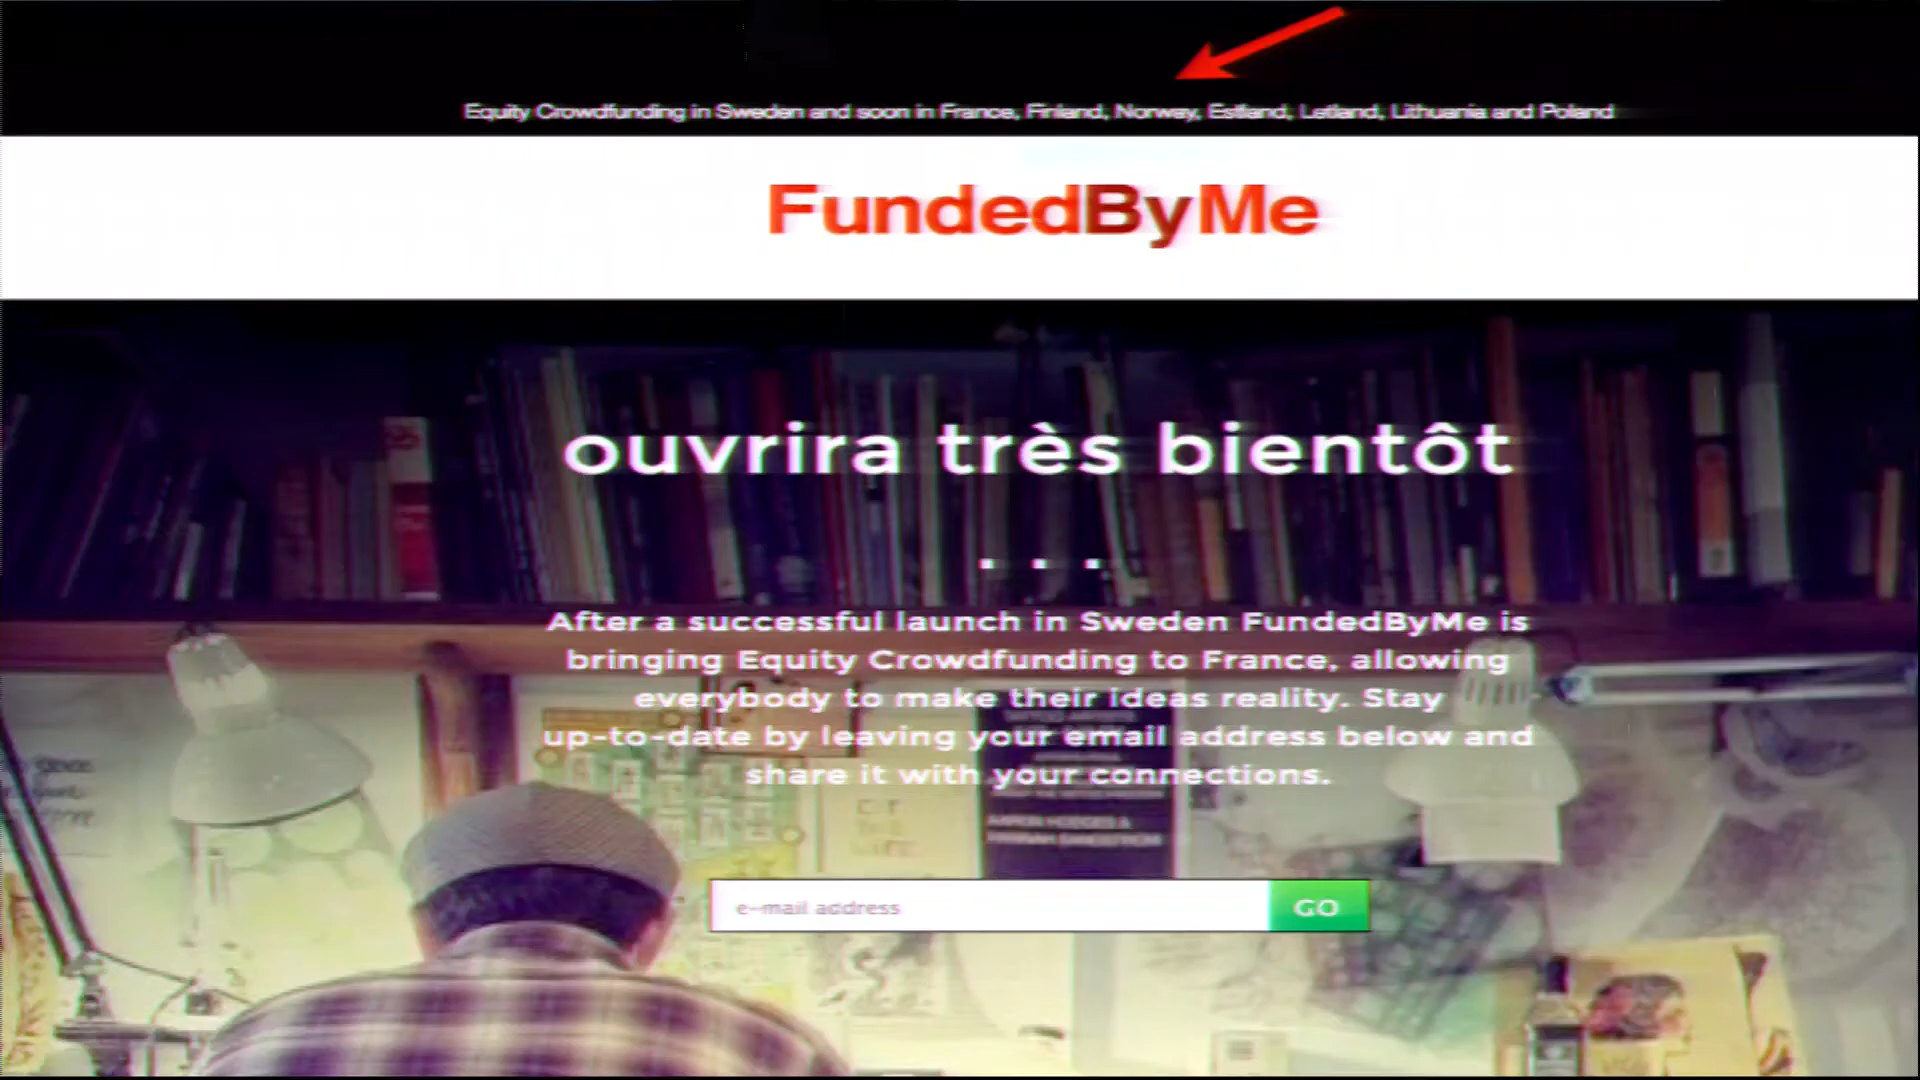 Equity Crowdfunding in Sweden and soon in France, Finland, Norway, Estland, Latland, Lithuania and Poland
FundedByMe
ouvrira très bientôt
...
After a successful launch in Sweden FundedByMe is
bringing Equity Crowdfunding to France, allowing
everybody to make their ideas reality. Stay
up-to-date by leaving your email address below and
share it with your connections.
e-mail address
GO